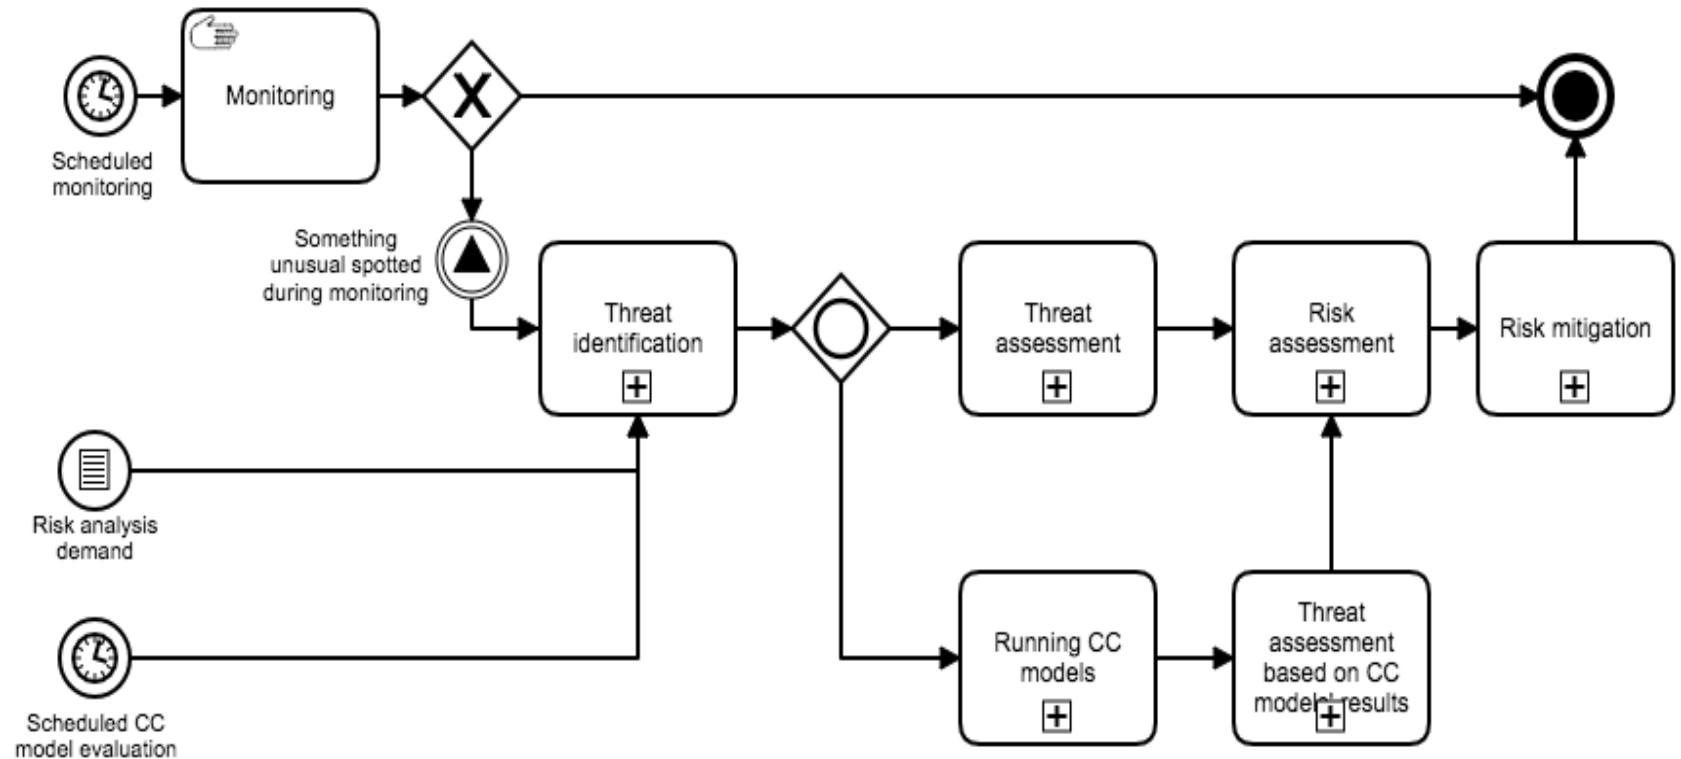 Monitoring
X
Scheduled
monitoring
Something
unusual spotted
during monitoring
Threat
identification
Threat
assessment
Risk
assessment
Risk mitigation
Risk analysis
demand
Running CC
models
Threat
assessment
based on CC
models' results
Scheduled CC
model evaluation